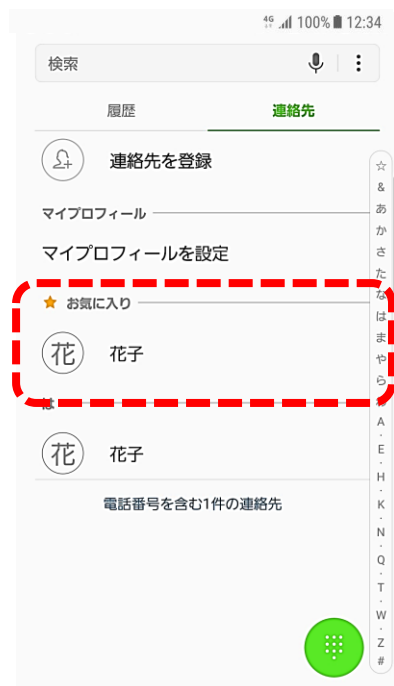 4G 100% 12:34
検索
履歴 連絡先
連絡先を登録
マイプロフィール
マイプロフィールを設定
お気に入り
花 花子
は
花 花子
電話番号を含む1件の連絡先
☆
&
あ
か
さ
た
な
は
ま
や
ら
A
E
H
K
N
Q
T
W
Z
#